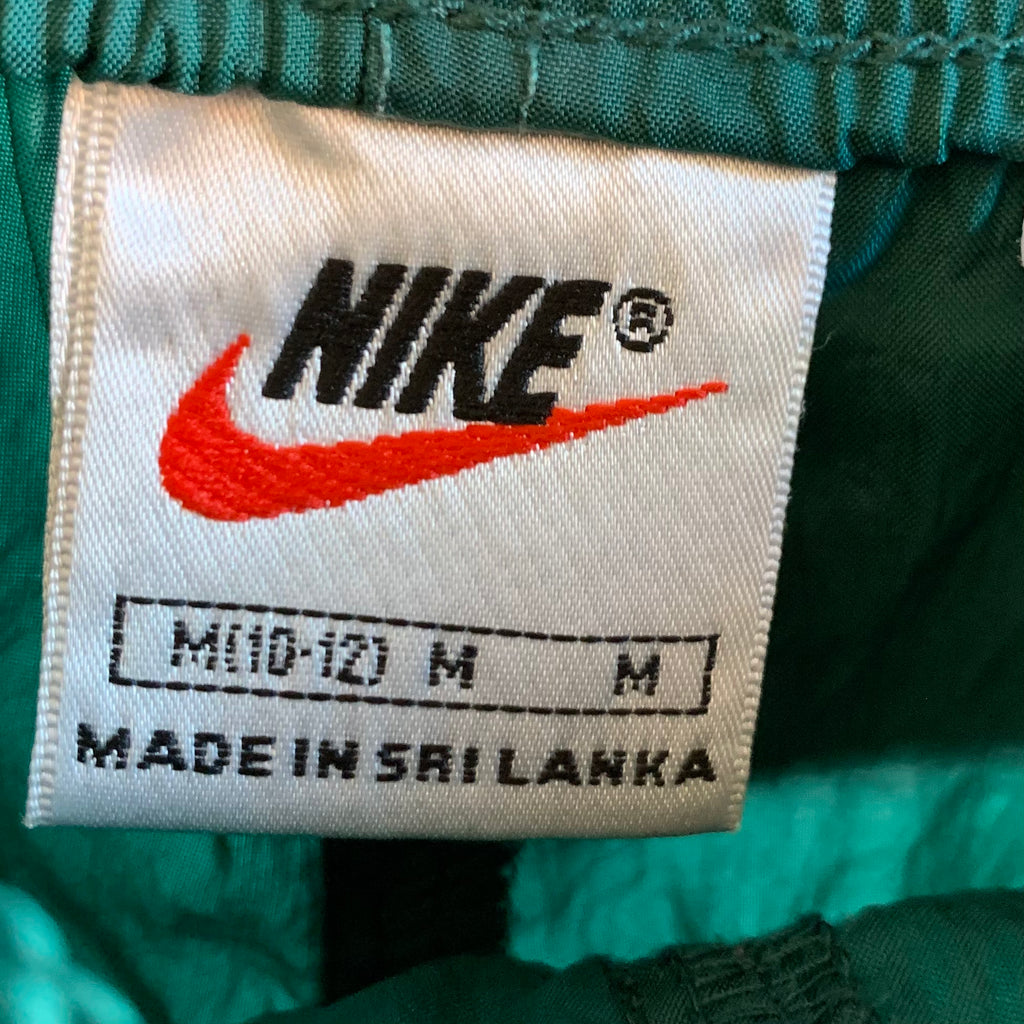 NIKE®
M(10-12) M M
MADE IN SRI LANKA